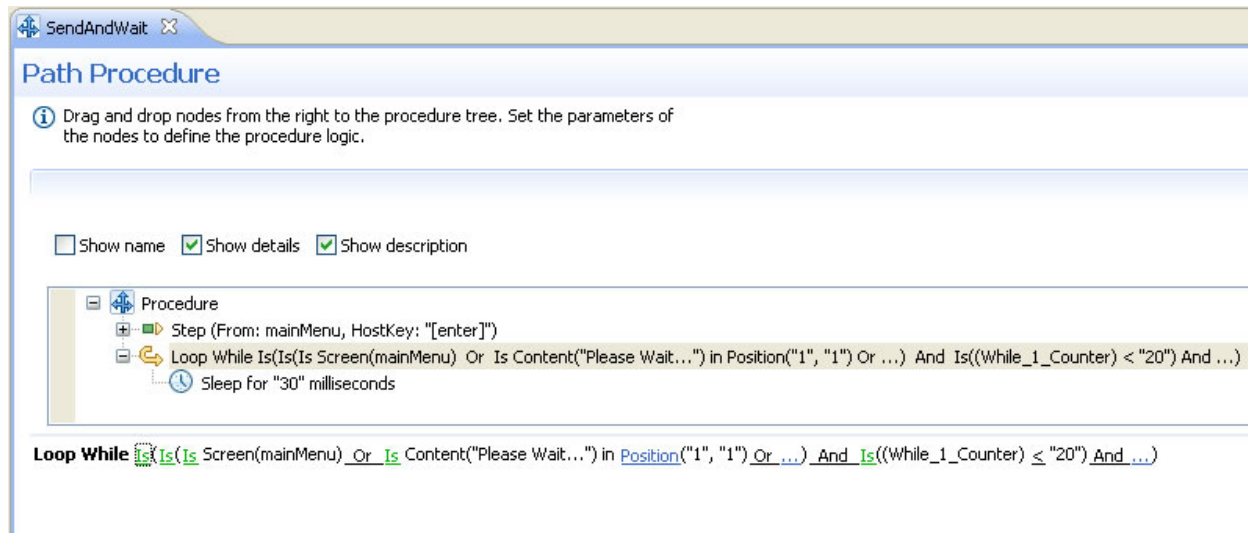 SendAndWait
Path Procedure
Drag and drop nodes from the right to the procedure tree. Set the parameters of
the nodes to define the procedure logic.
Show name Show details Show description
Procedure
Step (From: mainMenu, HostKey: "[enter]")
Loop While Is(Is(Is Screen(mainMenu) Or Is Content("Please Wait...") in Position("1", "1") Or ...) And Is((While_1_Counter) < "20") And ...)
Sleep for "30" milliseconds
Loop While Is(Is(Is Screen(mainMenu) Or Is Content("Please Wait...") in Position("1", "1") Or ...) And Is((While_1_Counter) < "20") And ...)